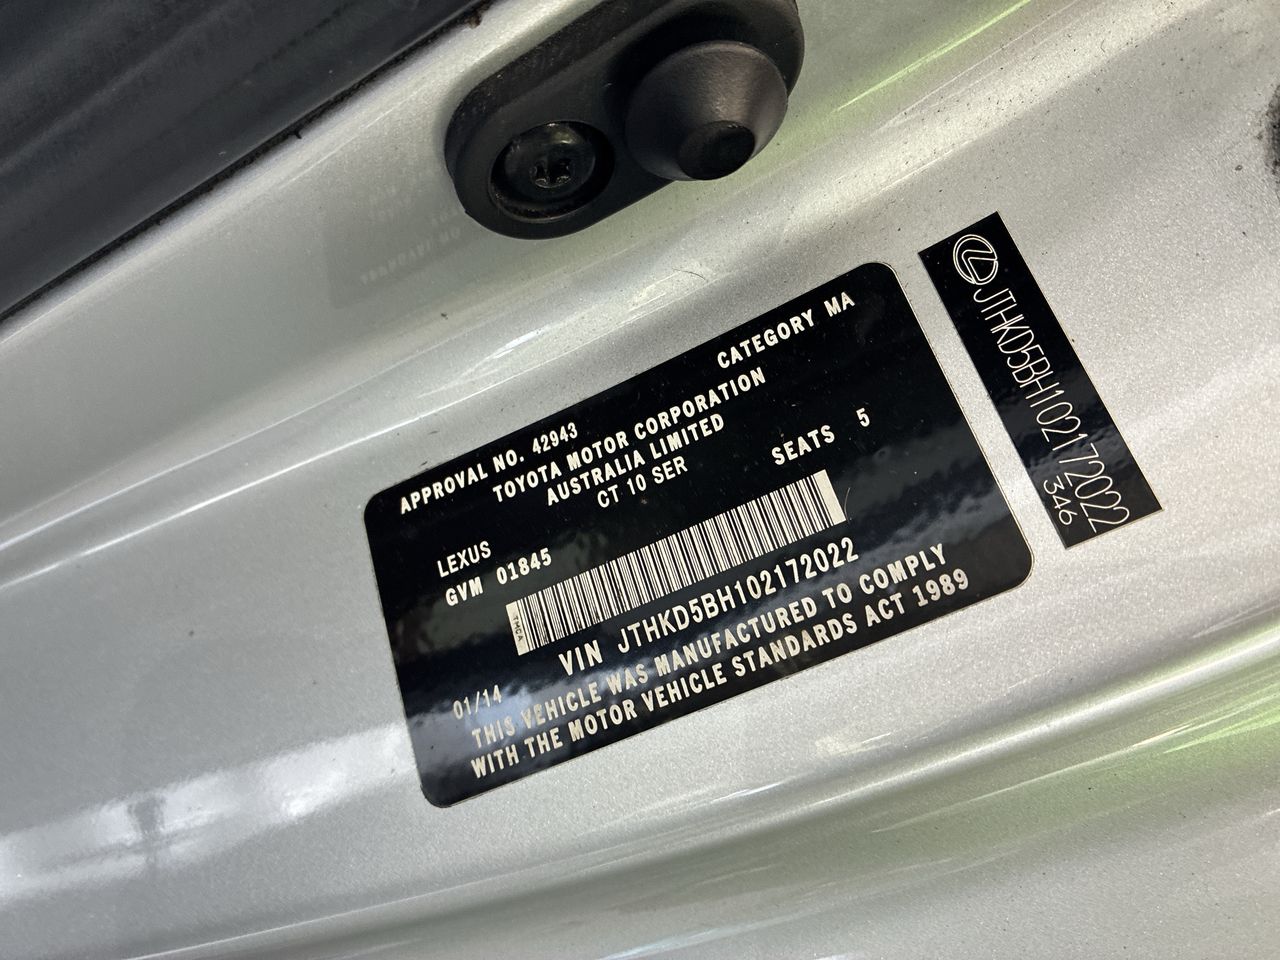 APPROVAL NO. 42943 CATEGORY MA
TOYOTA MOTOR CORPORATION
AUSTRALIA LIMITED
LEXUS CT 10 SER
GVM 01845 SEATS 5
TMCA
VIN JTHKD5BH102172022
01/14
THIS VEHICLE WAS MANUFACTURED TO COMPLY
WITH THE MOTOR VEHICLE STANDARDS ACT 1989
JTHKD5BH102172022
346